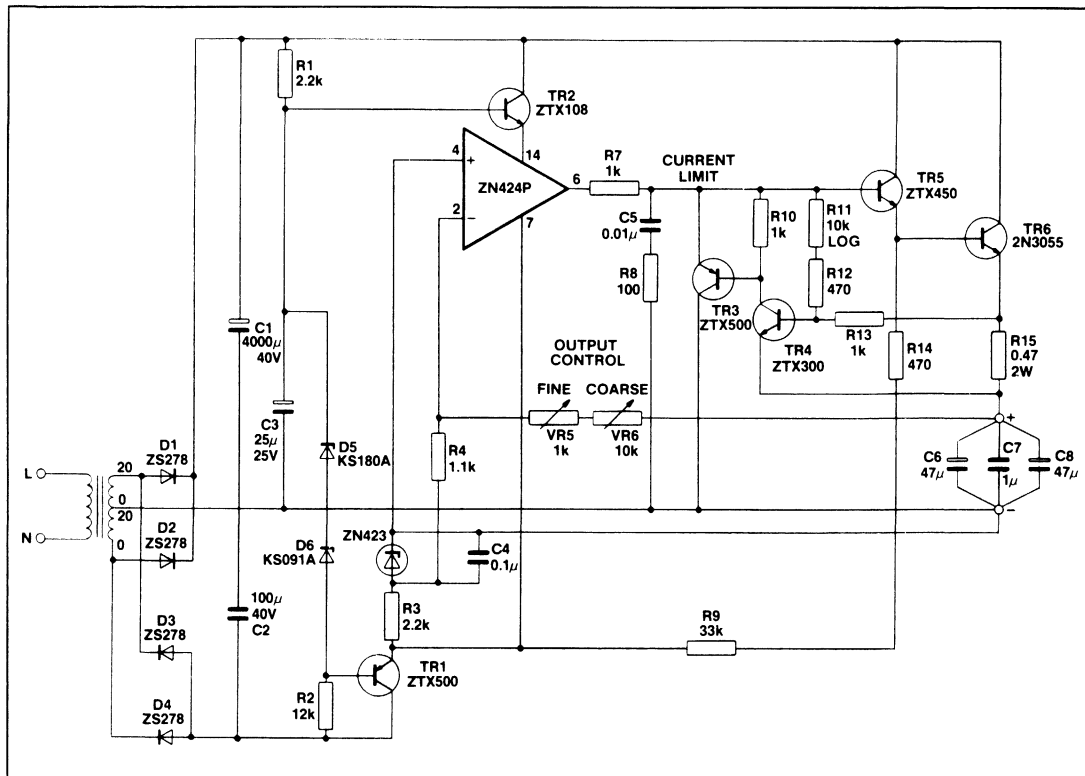 R1
2.2k
TR2
ZTX108
4
+
14
ZN424P
6
2
−
7
R7
1k
CURRENT
LIMIT
C5
0.01µ
R8
100
R10
1k
R11
10k
LOG
R12
470
TR5
ZTX450
TR6
2N3055
TR3
ZTX500
TR4
ZTX300
R13
1k
R14
470
R15
0.47
2W
C1
4000µ
40V
C3
25µ
25V
D5
KS180A
R4
1.1k
OUTPUT
CONTROL
FINE
COARSE
VR5
1k
VR6
10k
+
C6
47µ
C7
1µ
C8
47µ
−
L
N
20
0
20
0
D1
ZS278
D2
ZS278
D3
ZS278
D4
ZS278
D6
KS091A
ZN423
C4
0.1µ
100µ
40V
C2
R3
2.2k
R9
33k
R2
12k
TR1
ZTX500